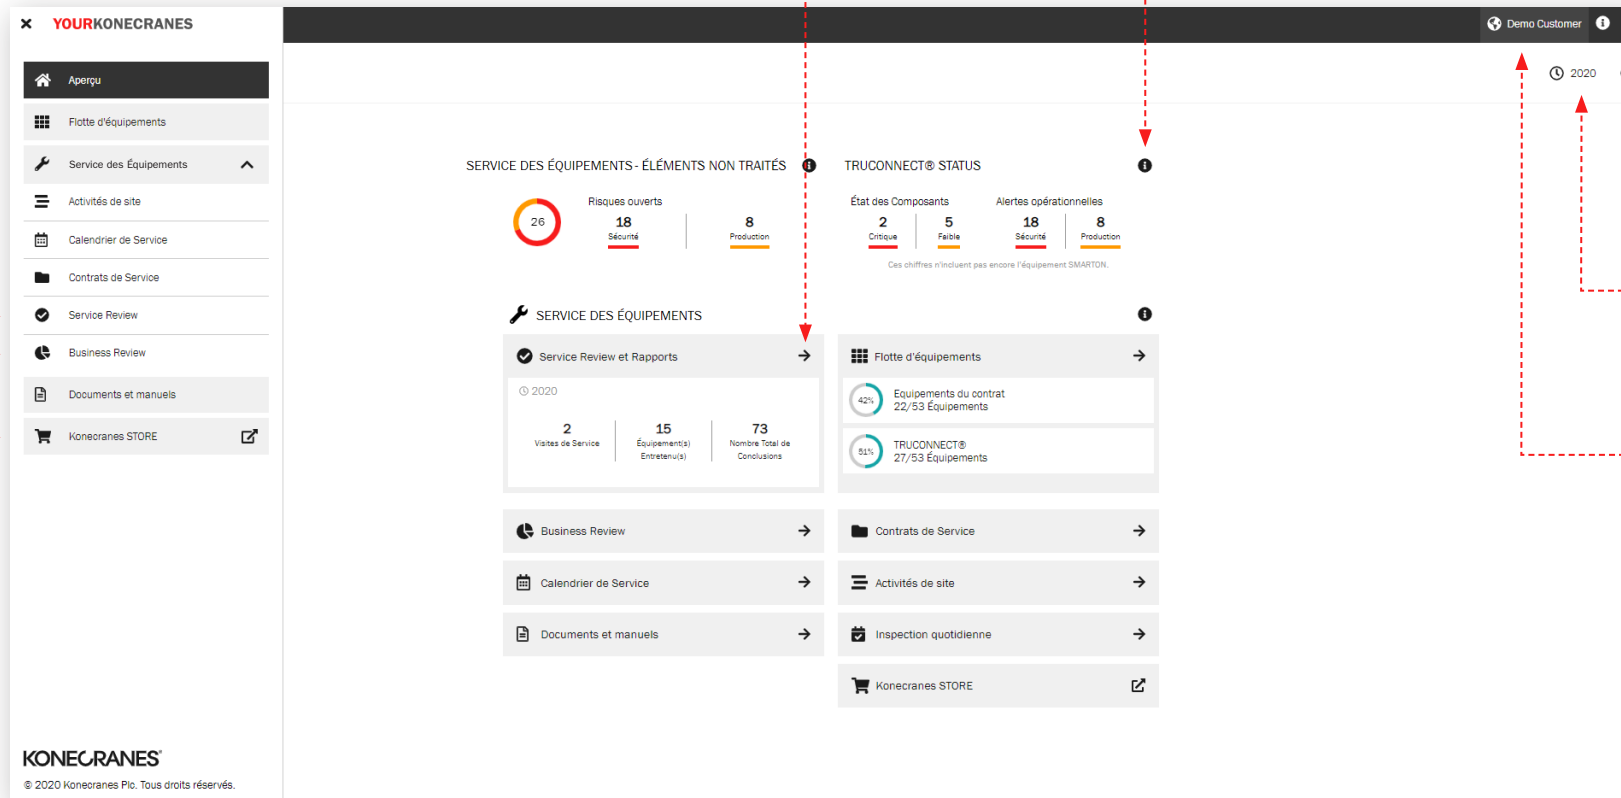 YOURKONECRANES
Demo Customer
2020
Aperçu
Flotte d'équipements
Service des Équipements
Activités de site
Calendrier de Service
Contrats de Service
Service Review
Business Review
Documents et manuels
Konecranes STORE
KONECRANES®
© 2020 Konecranes Plc. Tous droits réservés.
SERVICE DES ÉQUIPEMENTS - ÉLÉMENTS NON TRAITÉS
26
Risques ouverts
18
Sécurité
8
Production
TRUCONNECT® STATUS
État des Composants
Alertes opérationnelles
2
Critique
5
Faible
18
Sécurité
8
Production
Ces chiffres n'incluent pas encore l'équipement SMARTON.
SERVICE DES ÉQUIPEMENTS
Service Review et Rapports
2020
2
Visites de Service
15
Équipement(s)
Entretenu(s)
73
Nombre Total de
Conclusions
Flotte d'équipements
42%
Equipements du contrat
22/53 Équipements
51%
TRUCONNECT®
27/53 Équipements
Business Review
Contrats de Service
Calendrier de Service
Activités de site
Documents et manuels
Inspection quotidienne
Konecranes STORE